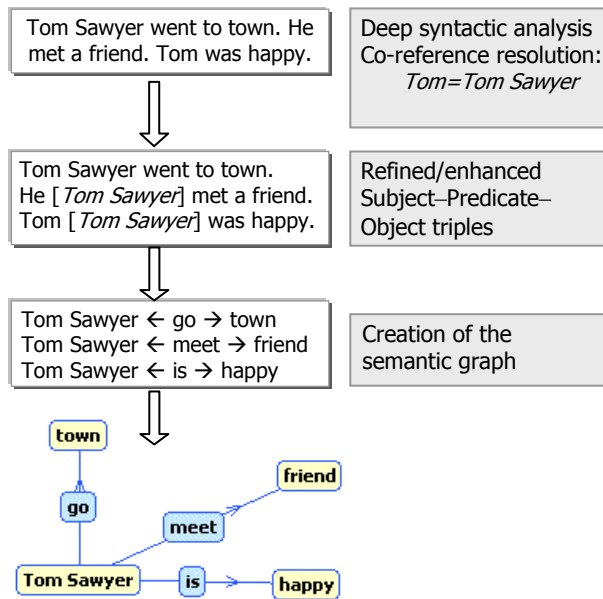 Tom Sawyer went to town. He
met a friend. Tom was happy.
Deep syntactic analysis
Co-reference resolution:
Tom=Tom Sawyer
Tom Sawyer went to town.
He [Tom Sawyer] met a friend.
Tom [Tom Sawyer] was happy.
Refined/enhanced
Subject–Predicate–
Object triples
Tom Sawyer ← go → town
Tom Sawyer ← meet → friend
Tom Sawyer ← is → happy
Creation of the
semantic graph
town
friend
go
meet
Tom Sawyer
is
happy